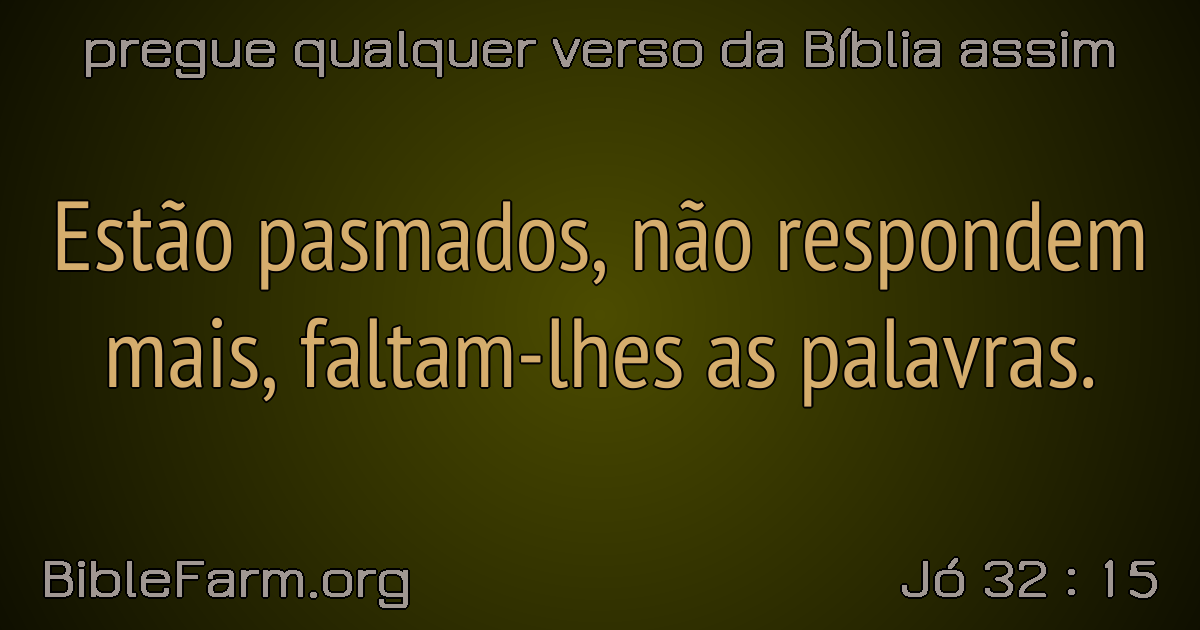 pregue qualquer verso da Bíblia assim
Estão pasmados, não respondem
mais, faltam-lhes as palavras.
BibleFarm.org
Jó 32 : 15